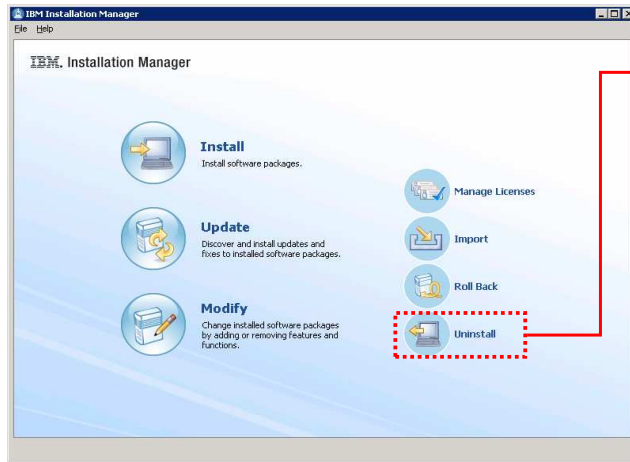 IBM Installation Manager
File Help
IBM. Installation Manager
Install
Install software packages.
Update
Discover and install updates and
fixes to installed software packages.
Modify
Change installed software packages
by adding or removing features and
functions.
Manage Licenses
Import
Roll Back
Uninstall